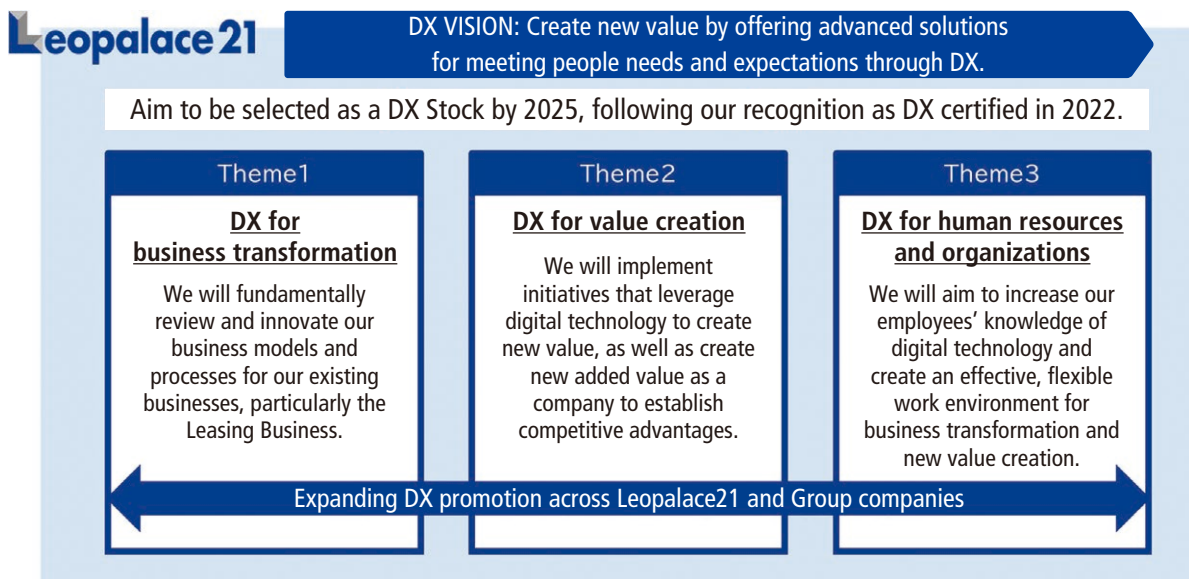 Leopalace21
DX VISION: Create new value by offering advanced solutions
for meeting people needs and expectations through DX.
Aim to be selected as a DX Stock by 2025, following our recognition as DX certified in 2022.
Theme1
DX for
business transformation
We will fundamentally
review and innovate our
business models and
processes for our existing
businesses, particularly the
Leasing Business.
Theme2
DX for value creation
We will implement
initiatives that leverage
digital technology to create
new value, as well as create
new added value as a
company to establish
competitive advantages.
Theme3
DX for human resources
and organizations
We will aim to increase our
employees’ knowledge of
digital technology and
create an effective, flexible
work environment for
business transformation and
new value creation.
Expanding DX promotion across Leopalace21 and Group companies